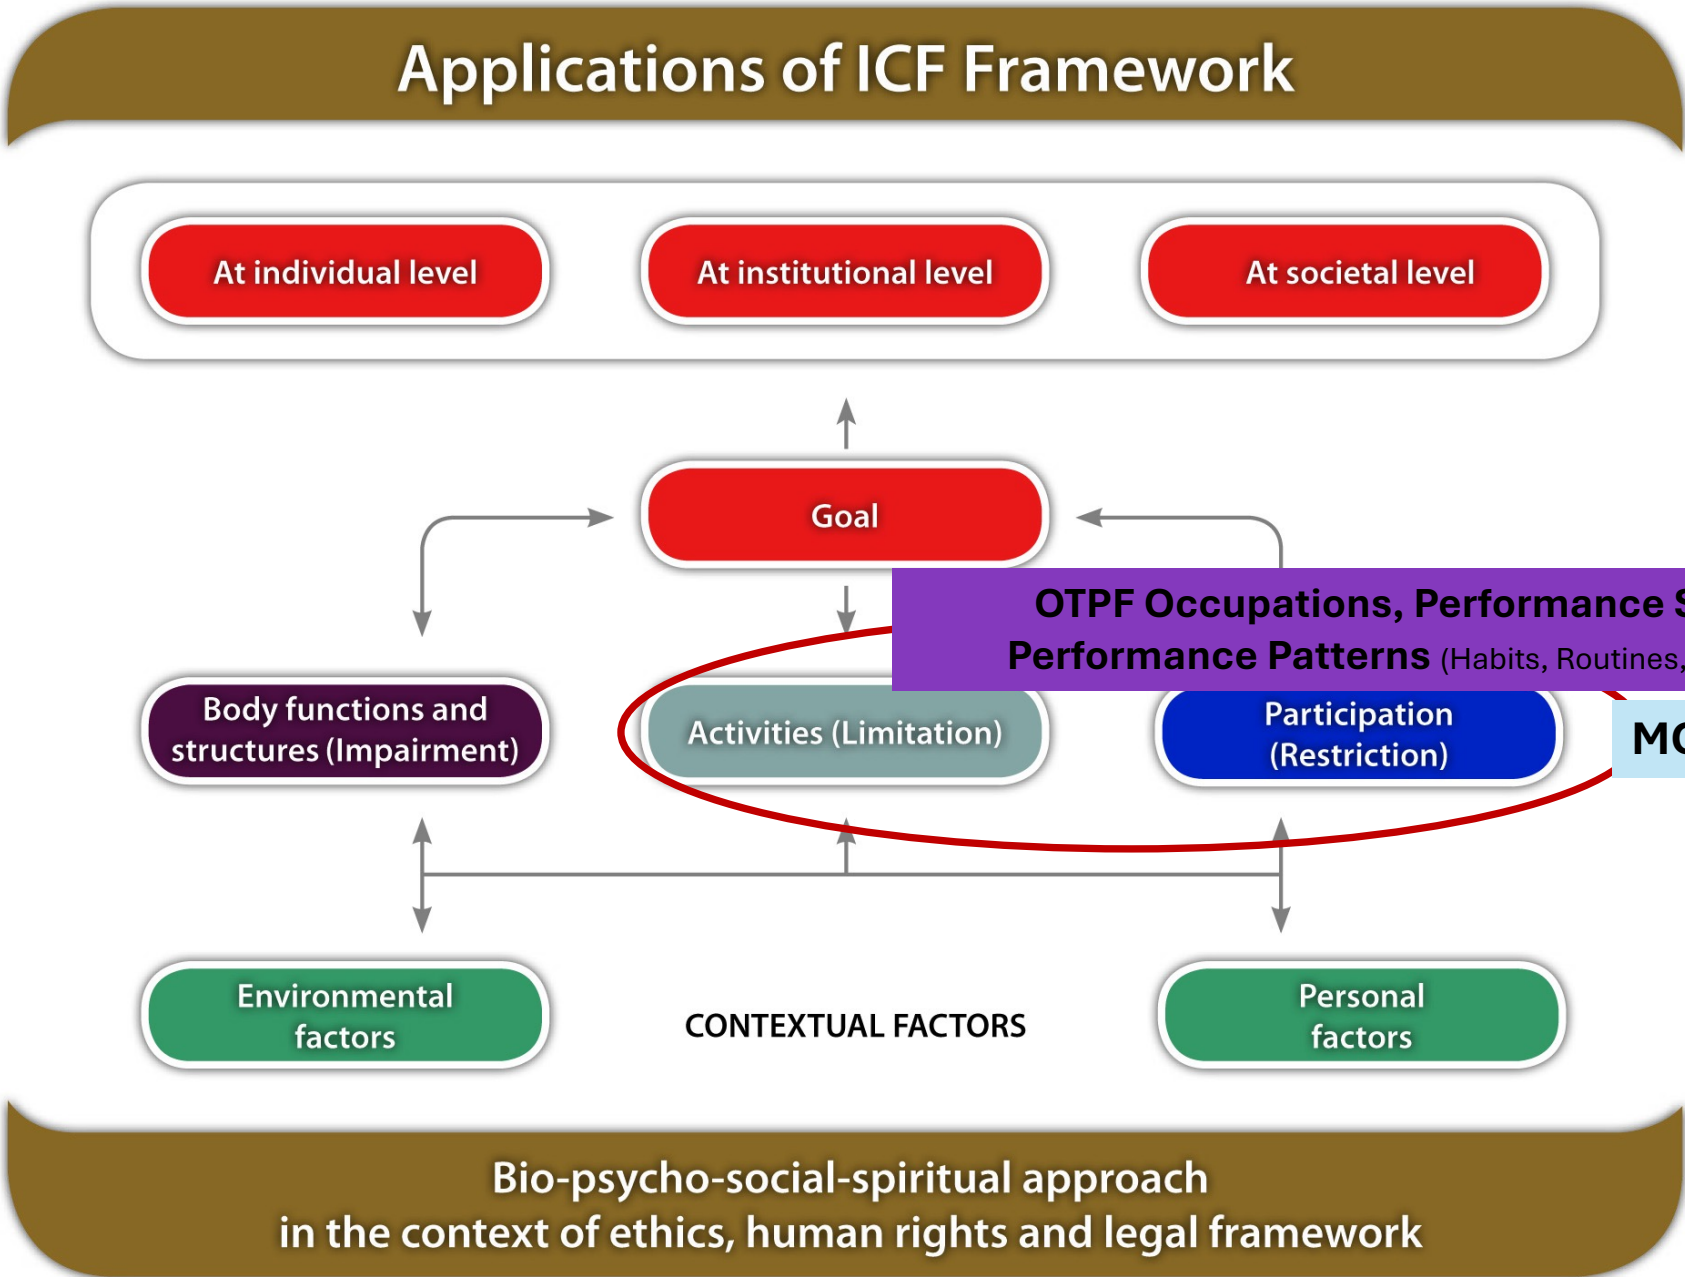 Applications of ICF Framework
At individual level
At institutional level
At societal level
Goal
OTPF Occupations, Performance
Performance Patterns (Habits, Routines,
Body functions and
structures (Impairment)
Activities (Limitation)
Participation
(Restriction)
Environmental
factors
CONTEXTUAL FACTORS
Personal
factors
Bio-psycho-social-spiritual approach
in the context of ethics, human rights and legal framework